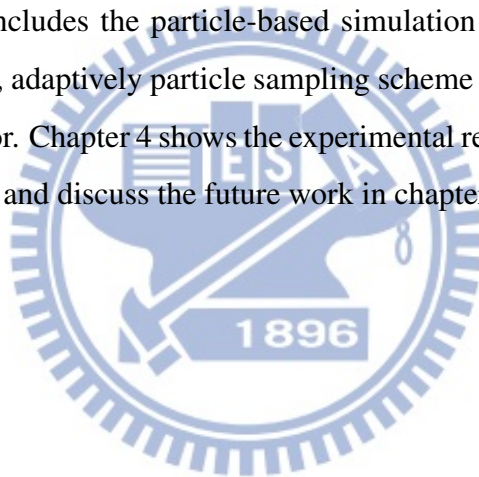 ncludes the particle-based simulation
, adaptively particle sampling scheme
or. Chapter 4 shows the experimental re
and discuss the future work in chapter
E S A
1896